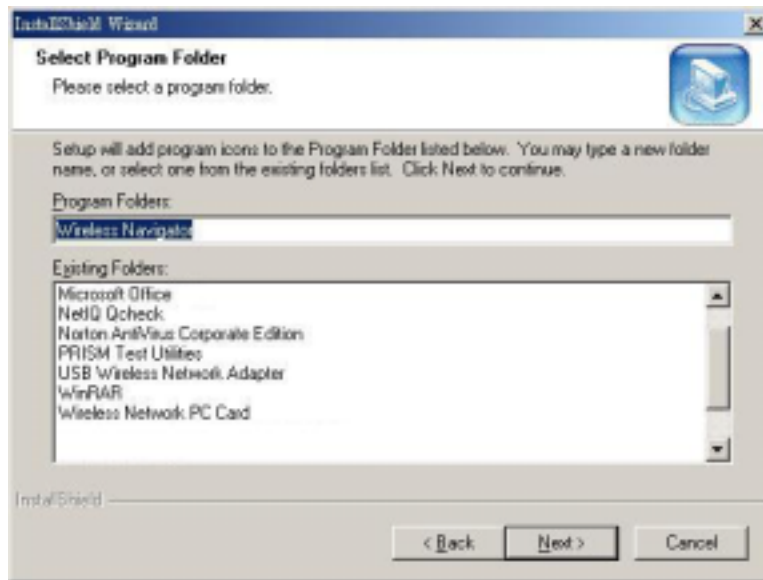 InstallShield Wizard
Select Program Folder
Please select a program folder.
Setup will add program icons to the Program Folder listed below. You may type a new folder
name, or select one from the existing folders list. Click Next to continue.
Program Folders:
Wireless Navigator
Existing Folders:
Microsoft Office
NetIQ Qcheck
Norton AntiVirus Corporate Edition
PRISM Test Utilities
USB Wireless Network Adapter
WinRAR
Wireless Network PC Card
InstallShield
< Back
Next >
Cancel